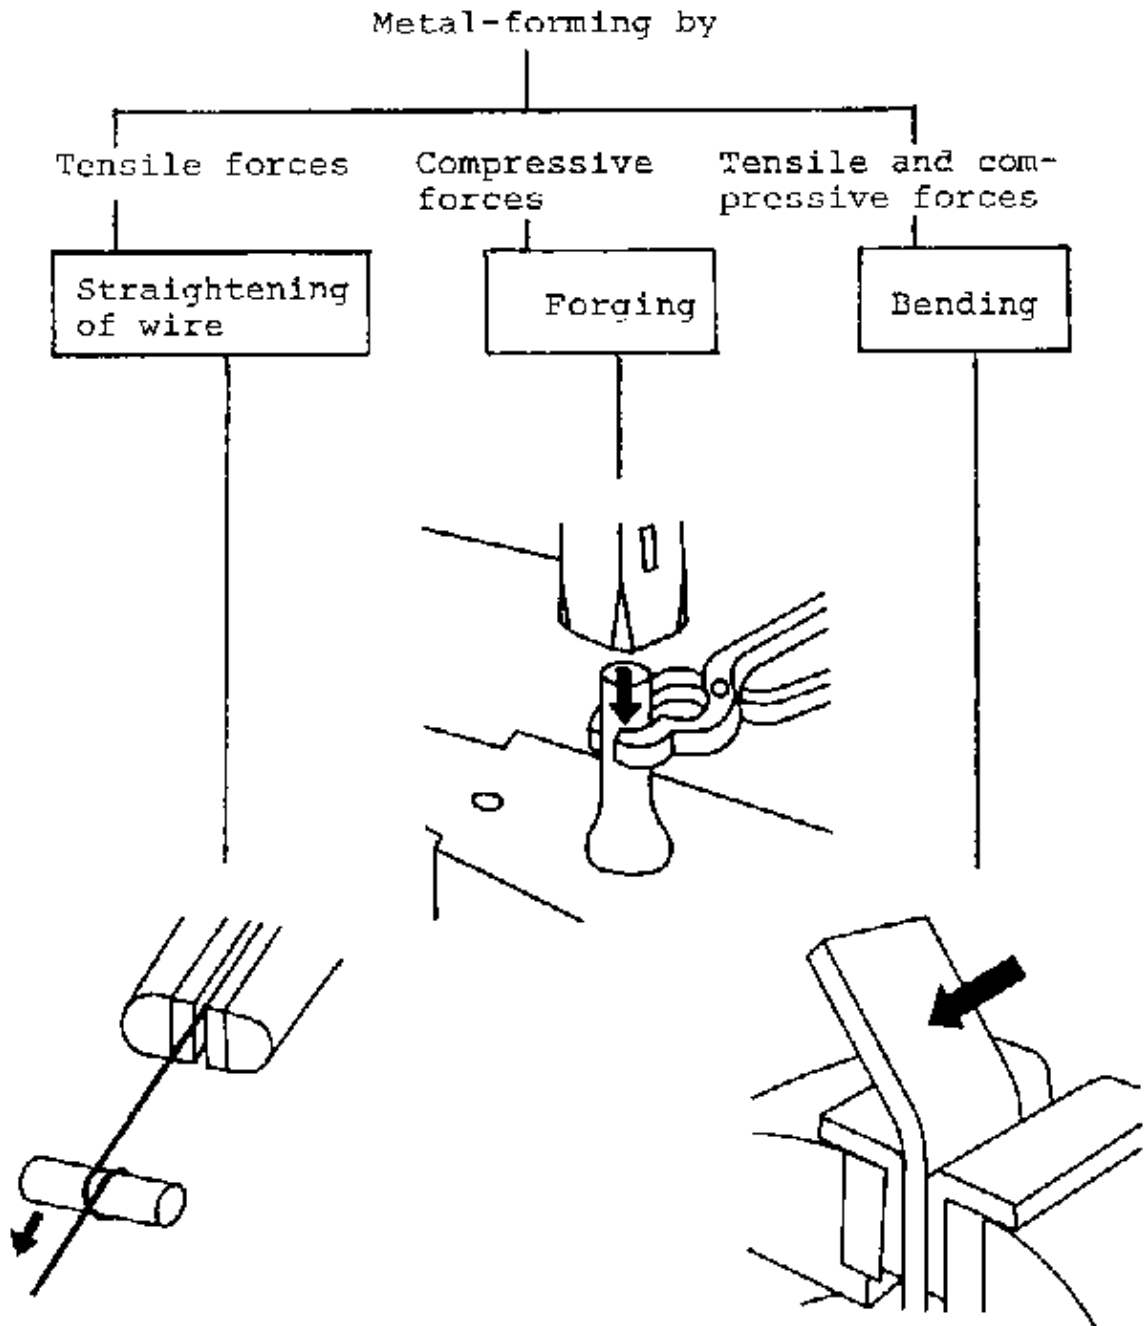 Metal-forming by
Tensile forces
Compressive
forces
Tensile and com-
pressive forces
Straightening
of wire
Forging
Bending